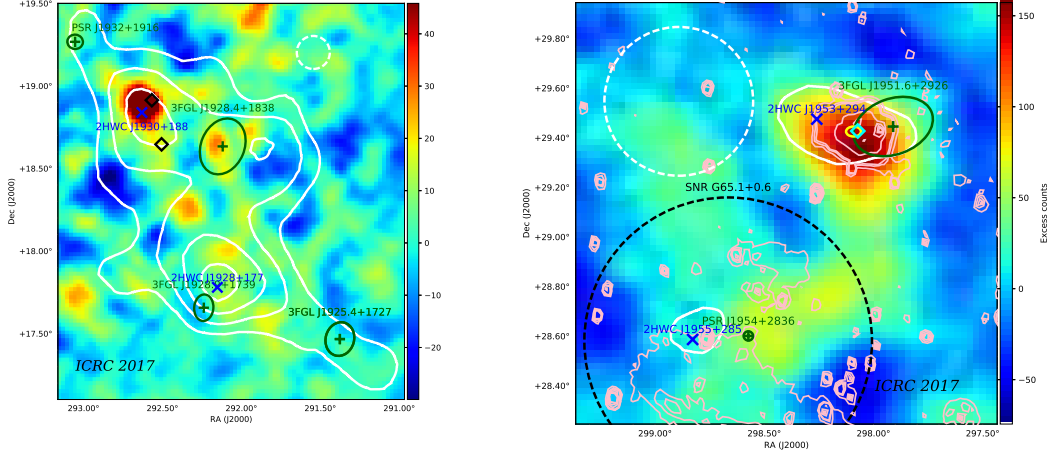 +19.50°
+19.00°
+18.50°
+18.00°
+17.50°
Dec (J2000)
PSR J1932+1916
3FGL J1928.4+1838
2HWC J1930+188
2HWC J1928+177
3FGL J1925.4+1727
ICRC 2017
293.00°
292.50°
292.00°
291.50°
291.00°
RA (J2000)
40
30
20
10
0
−10
−20
+29.80°
+29.60°
+29.40°
+29.20°
+29.00°
+28.80°
+28.60°
+28.40°
Dec (J2000)
3FGL J1951.6+2926
2HWC J1953+294
SNR G65.1+0.6
PSR J1954+2836
2HWC J1955+285
ICRC 2017
299.00°
298.50°
298.00°
297.50°
RA (J2000)
150
100
50
0
−50
Excess counts